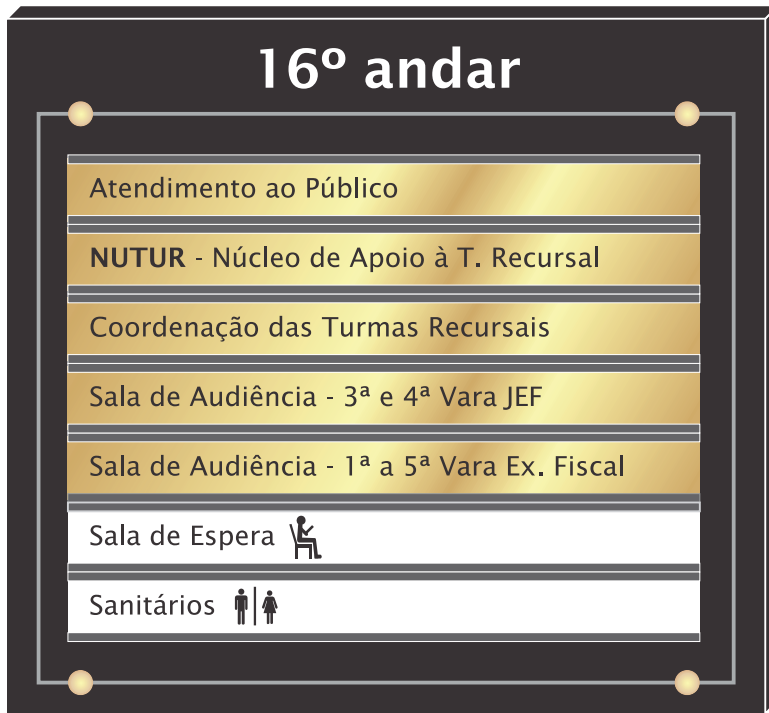 16º andar
Atendimento ao Público
NUTUR - Núcleo de Apoio à T. Recursal
Coordenação das Turmas Recursais
Sala de Audiência - 3ª e 4ª Vara JEF
Sala de Audiência - 1ª a 5ª Vara Ex. Fiscal
Sala de Espera
Sanitários